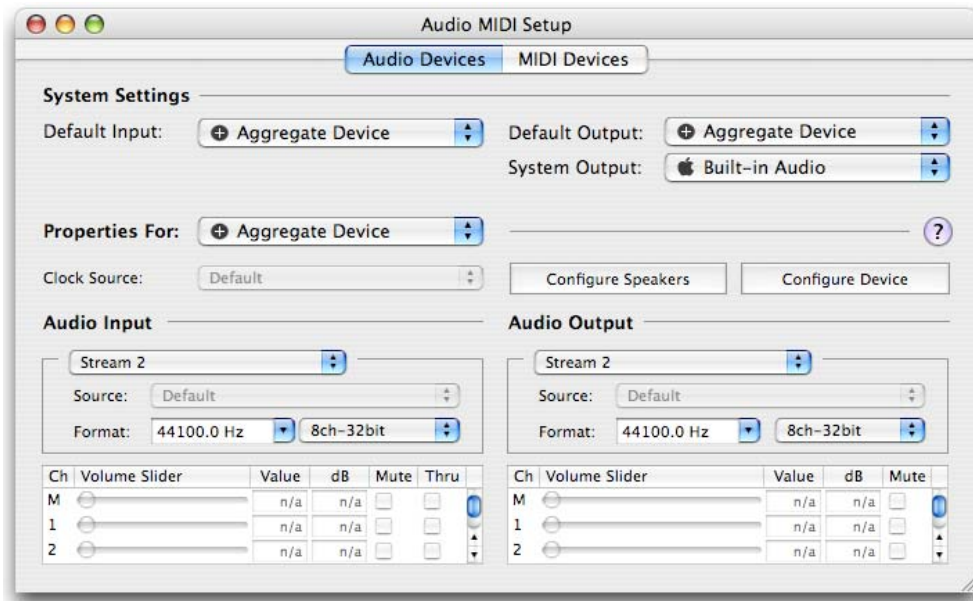 Audio MIDI Setup
Audio Devices MIDI Devices
System Settings
Default Input: Aggregate Device
Default Output: Aggregate Device
System Output: Built-in Audio
Properties For: Aggregate Device ?
Clock Source: Default
Configure Speakers Configure Device
Audio Input
Stream 2
Source: Default
Format: 44100.0 Hz 8ch-32bit
Ch Volume Slider Value dB Mute Thru
M n/a n/a
1 n/a n/a
2 n/a n/a
Audio Output
Stream 2
Source: Default
Format: 44100.0 Hz 8ch-32bit
Ch Volume Slider Value dB Mute
M n/a n/a
1 n/a n/a
2 n/a n/a